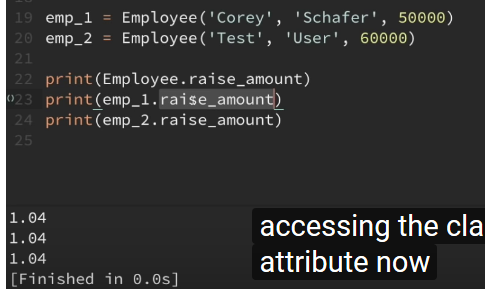 19 emp_1 = Employee('Corey', 'Schafer', 50000)
20 emp_2 = Employee('Test', 'User', 60000)
21
22 print(Employee.raise_amount)
23 print(emp_1.raise_amount)
24 print(emp_2.raise_amount)
25
1.04
1.04
1.04
[Finished in 0.0s]
accessing the cla
attribute now